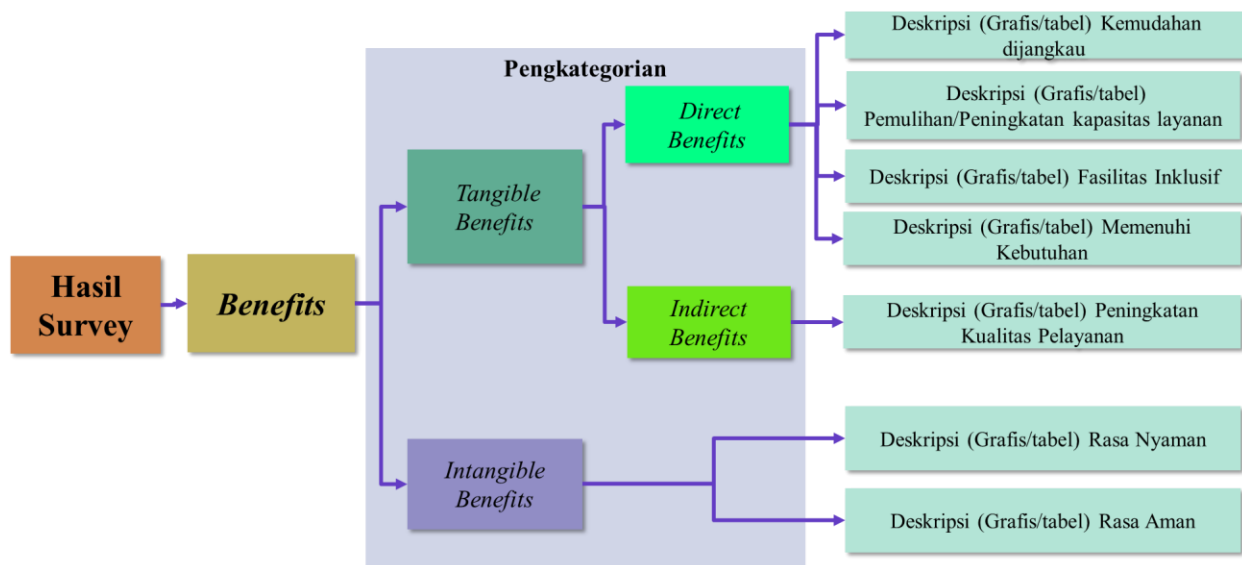 Hasil
Survey
Benefits
Pengkategorian
Tangible
Benefits
Direct
Benefits
Indirect
Benefits
Intangible
Benefits
Deskripsi (Grafis/tabel) Kemudahan
dijangkau
Deskripsi (Grafis/tabel)
Pemulihan/Peningkatan kapasitas layanan
Deskripsi (Grafis/tabel) Fasilitas Inklusif
Deskripsi (Grafis/tabel) Memenuhi
Kebutuhan
Deskripsi (Grafis/tabel) Peningkatan
Kualitas Pelayanan
Deskripsi (Grafis/tabel) Rasa Nyaman
Deskripsi (Grafis/tabel) Rasa Aman